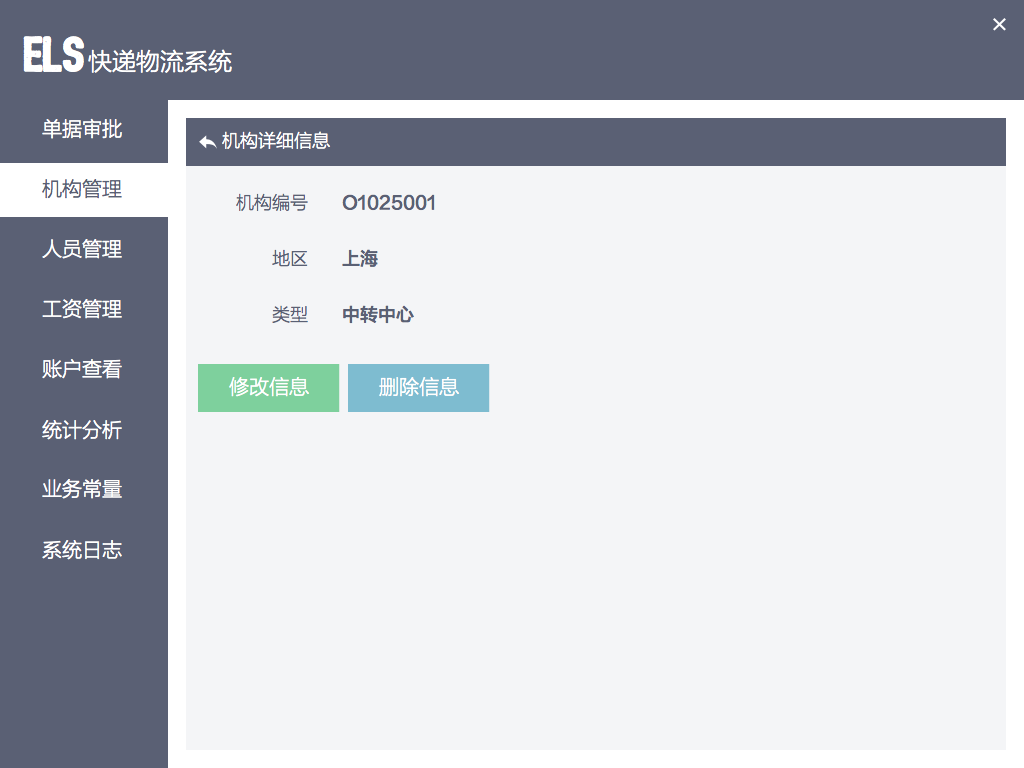 ELS 快递物流系统
单据审批
机构管理
人员管理
工资管理
账户查看
统计分析
业务常量
系统日志
机构详细信息
机构编号 O1025001
地区 上海
类型 中转中心
修改信息 删除信息